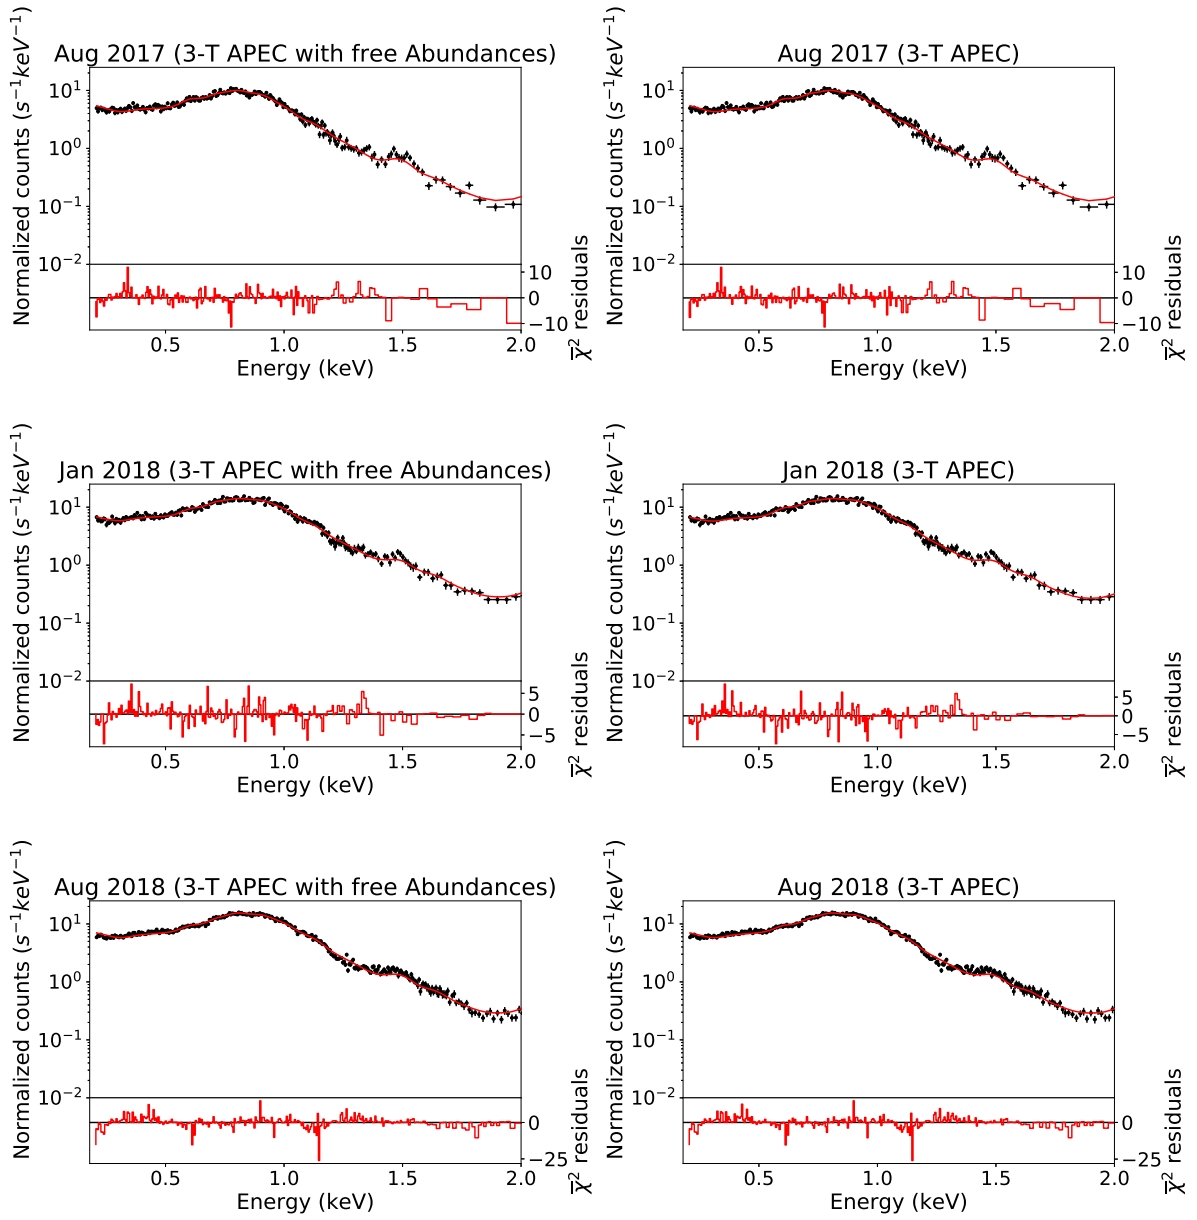 Aug 2017 (3-T APEC with free Abundances)
Normalized counts (s⁻¹keV⁻¹)
10¹
10⁰
10⁻¹
10⁻²
10
0
−10
χ̅² residuals
0.5 1.0 1.5 2.0
Energy (keV)
Aug 2017 (3-T APEC)
Normalized counts (s⁻¹keV⁻¹)
10¹
10⁰
10⁻¹
10⁻²
10
0
−10
χ̅² residuals
0.5 1.0 1.5 2.0
Energy (keV)
Jan 2018 (3-T APEC with free Abundances)
Normalized counts (s⁻¹keV⁻¹)
10¹
10⁰
10⁻¹
10⁻²
5
0
−5
χ̅² residuals
0.5 1.0 1.5 2.0
Energy (keV)
Jan 2018 (3-T APEC)
Normalized counts (s⁻¹keV⁻¹)
10¹
10⁰
10⁻¹
10⁻²
5
0
−5
χ̅² residuals
0.5 1.0 1.5 2.0
Energy (keV)
Aug 2018 (3-T APEC with free Abundances)
Normalized counts (s⁻¹keV⁻¹)
10¹
10⁰
10⁻¹
10⁻²
0
−25
χ̅² residuals
0.5 1.0 1.5 2.0
Energy (keV)
Aug 2018 (3-T APEC)
Normalized counts (s⁻¹keV⁻¹)
10¹
10⁰
10⁻¹
10⁻²
0
−25
χ̅² residuals
0.5 1.0 1.5 2.0
Energy (keV)